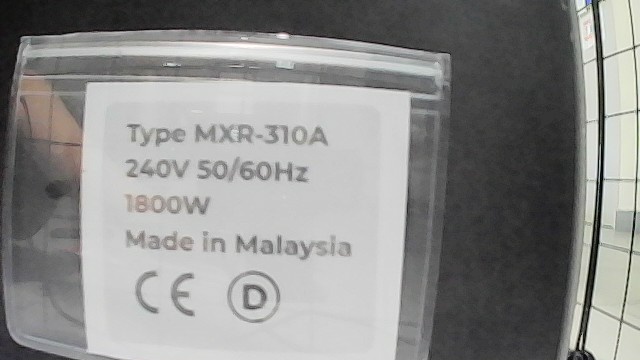 Type MXR-310A
240V 50/60Hz
1800W
Made in Malaysia
CE D